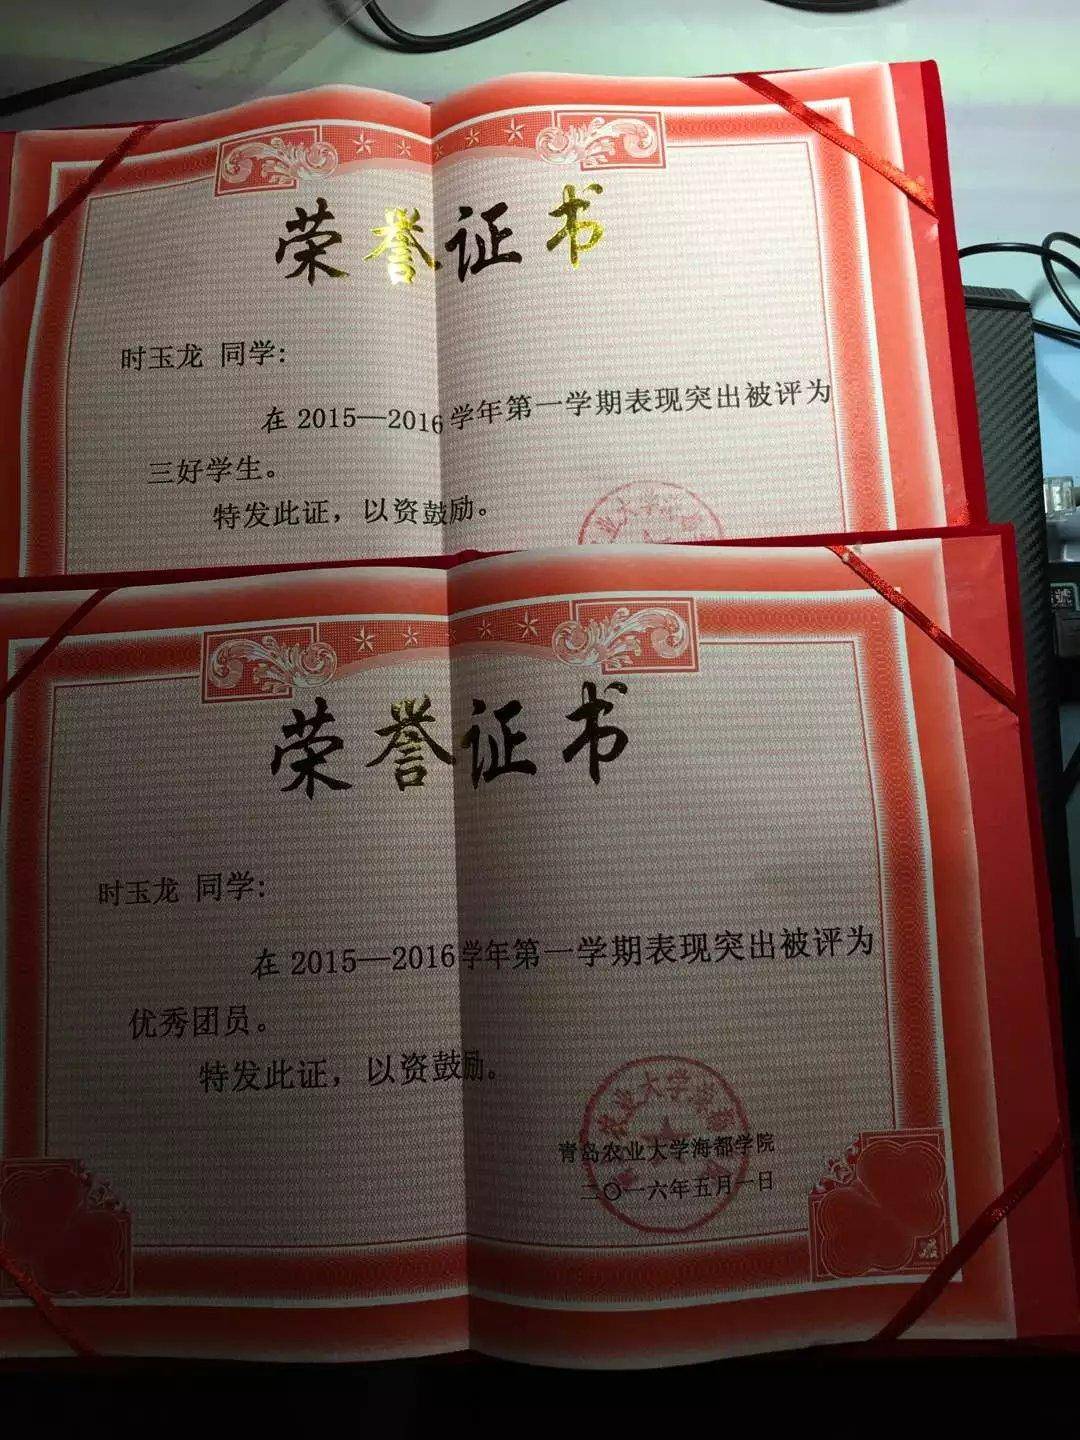 荣誉证书
时玉龙 同学:
在 2015—2016 学年第一学期表现突出被评为
三好学生。
特发此证，以资鼓励。
荣誉证书
时玉龙 同学:
在 2015—2016 学年第一学期表现突出被评为
优秀团员。
特发此证，以资鼓励。
青岛农业大学海都学院
二〇一六年五月一日